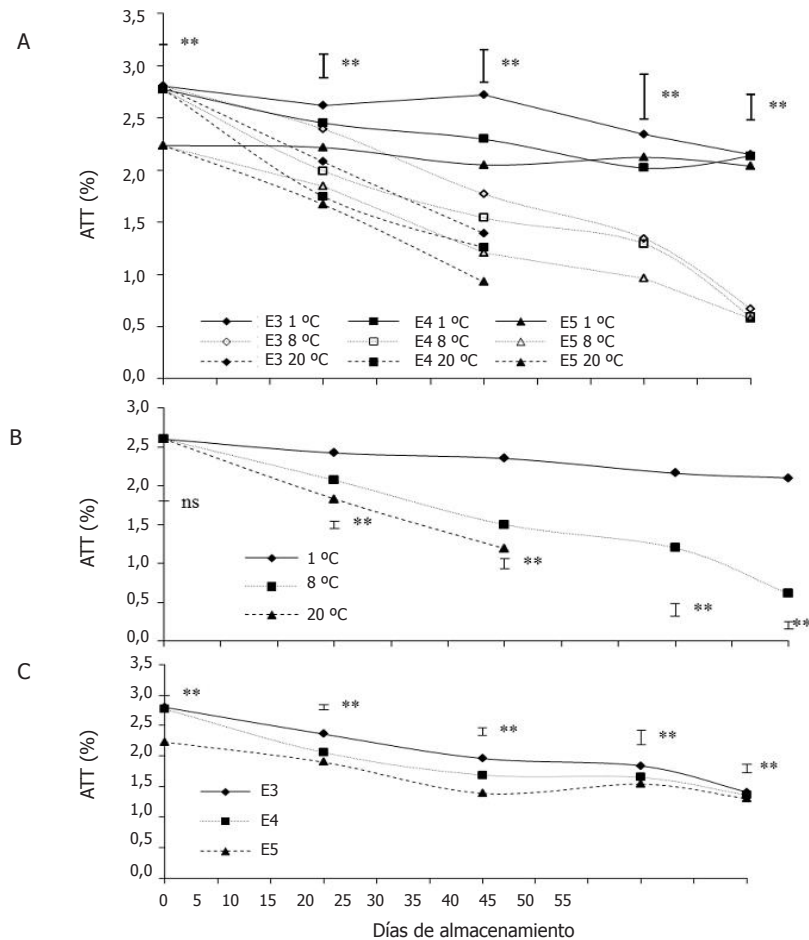 A
ATT (%)
3,5
3,0
2,5
2,0
1,5
1,0
0,5
0,0
**
**
**
**
**
E3 1 ºC
E4 1 ºC
E5 1 ºC
E3 8 ºC
E4 8 ºC
E5 8 ºC
E3 20 ºC
E4 20 ºC
E5 20 ºC
B
ATT (%)
3,0
2,5
2,0
1,5
1,0
0,5
0,0
ns
**
**
**
**
1 ºC
8 ºC
20 ºC
C
ATT (%)
3,5
3,0
2,5
2,0
1,5
1,0
0,5
0,0
**
**
**
**
**
E3
E4
E5
0 20 25 30 35 40 45 50 55
Días de almacenamiento